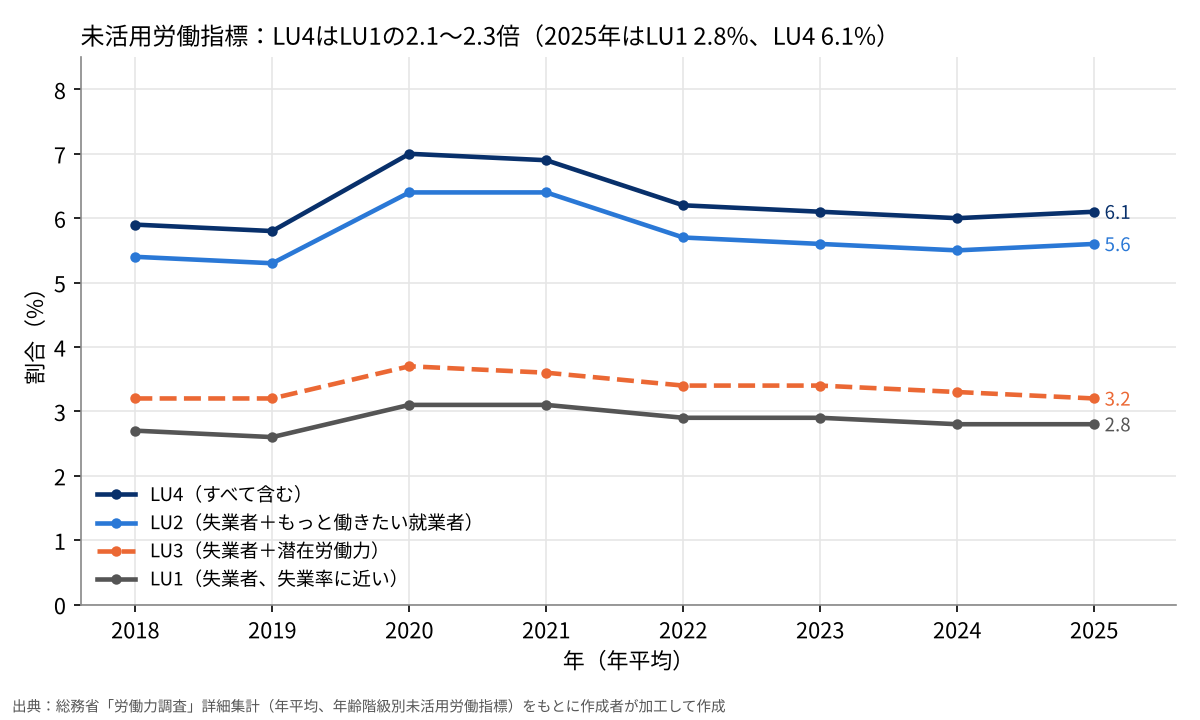 未活用労働指標：LU4はLU1の2.1～2.3倍（2025年はLU1 2.8%、LU4 6.1%）
割合（%）
8
7
6
5
4
3
2
1
0
6.1
5.6
3.2
2.8
LU4（すべて含む）
LU2（失業者＋もっと働きたい就業者）
LU3（失業者＋潜在労働力）
LU1（失業者、失業率に近い）
2018 2019 2020 2021 2022 2023 2024 2025
年（年平均）
出典：総務省「労働力調査」詳細集計（年平均、年齢階級別未活用労働指標）をもとに作成者が加工して作成